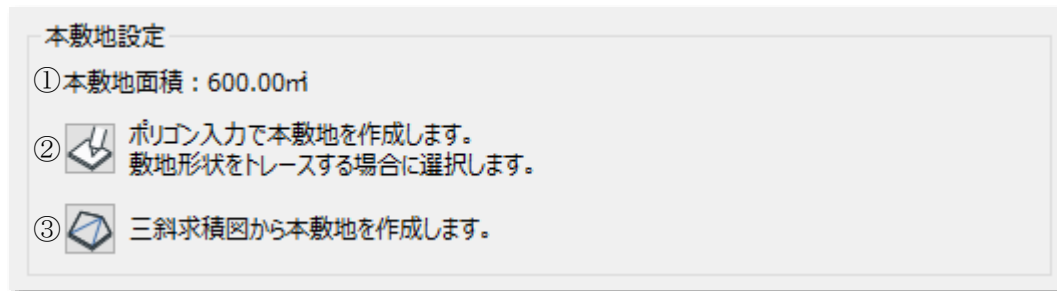 本敷地設定
①本敷地面積：600.00㎡
②ポリゴン入力で本敷地を作成します。
敷地形状をトレースする場合に選択します。
③三斜求積図から本敷地を作成します。